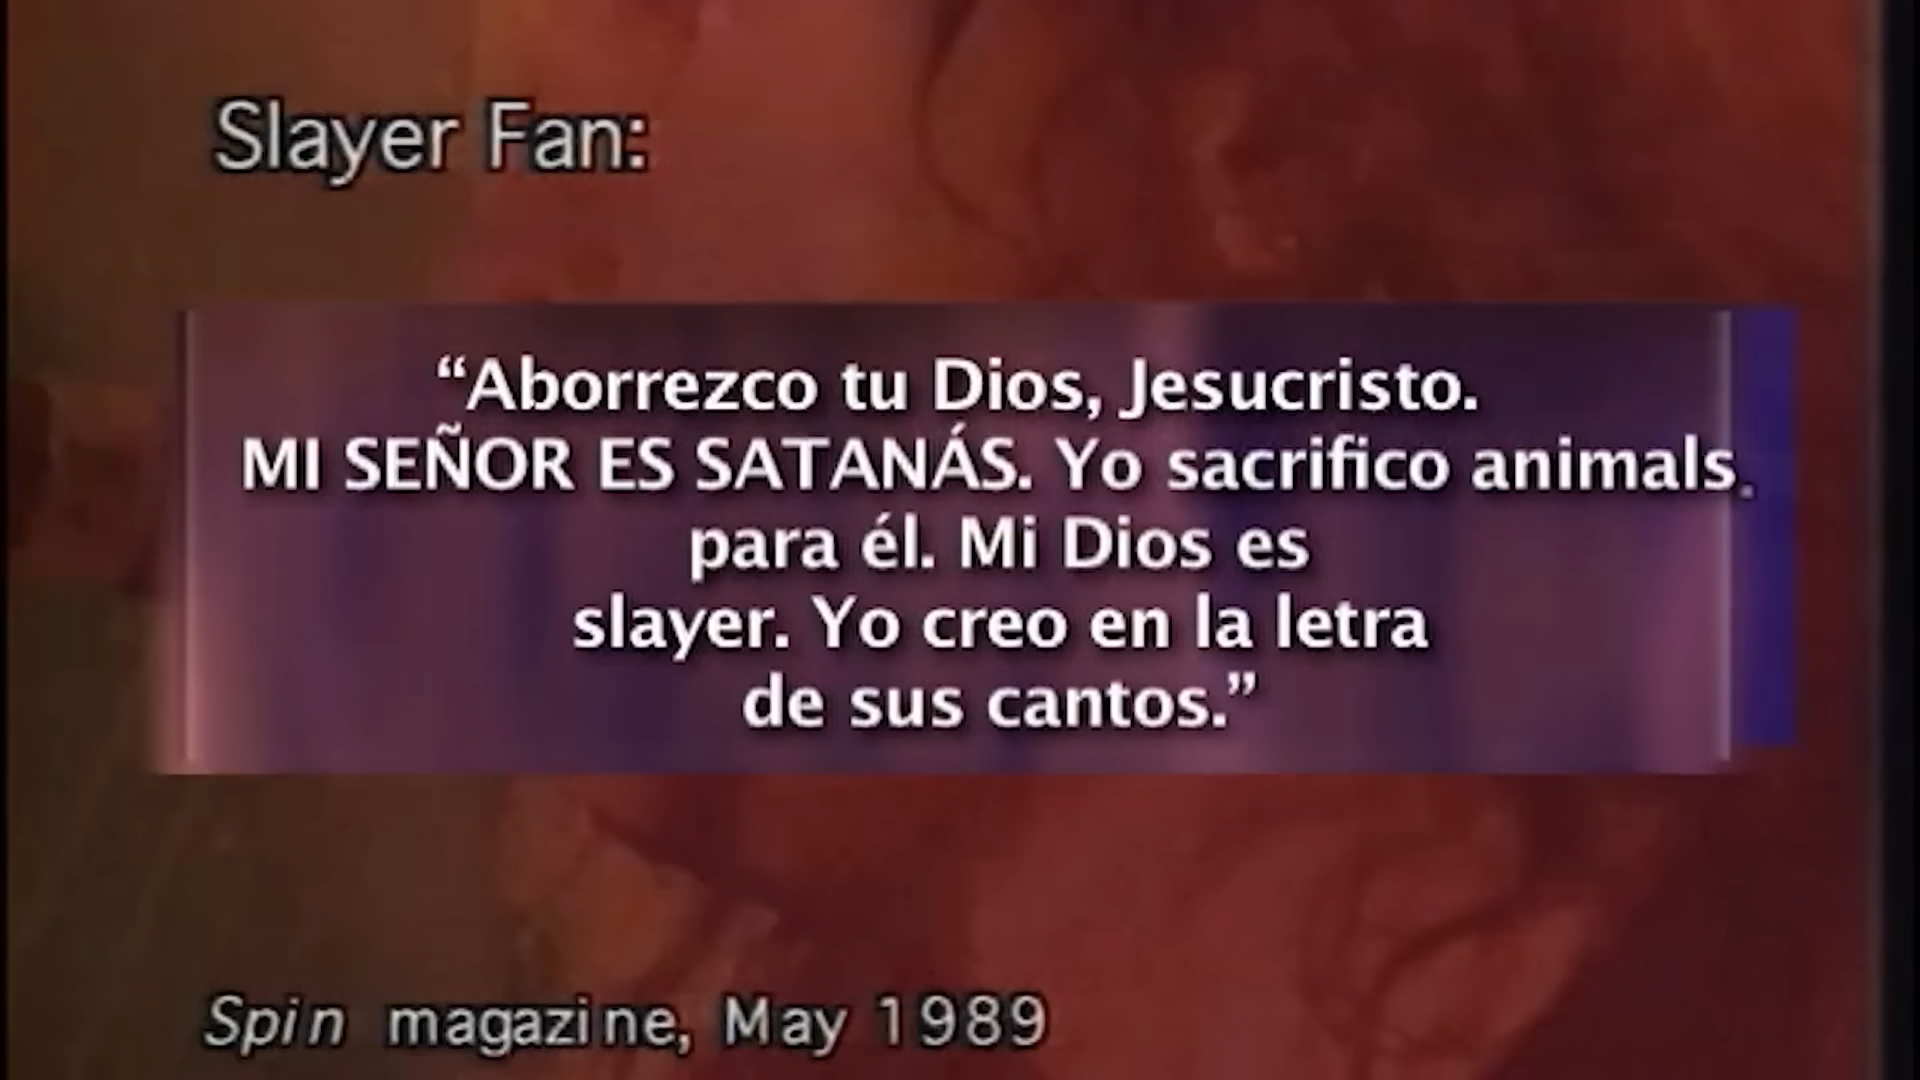 Slayer Fan:
“Aborrezco tu Dios, Jesucristo.
MI SEÑOR ES SATANÁS. Yo sacrifico animals.
para él. Mi Dios es
slayer. Yo creo en la letra
de sus cantos.”
Spin magazine, May 1989